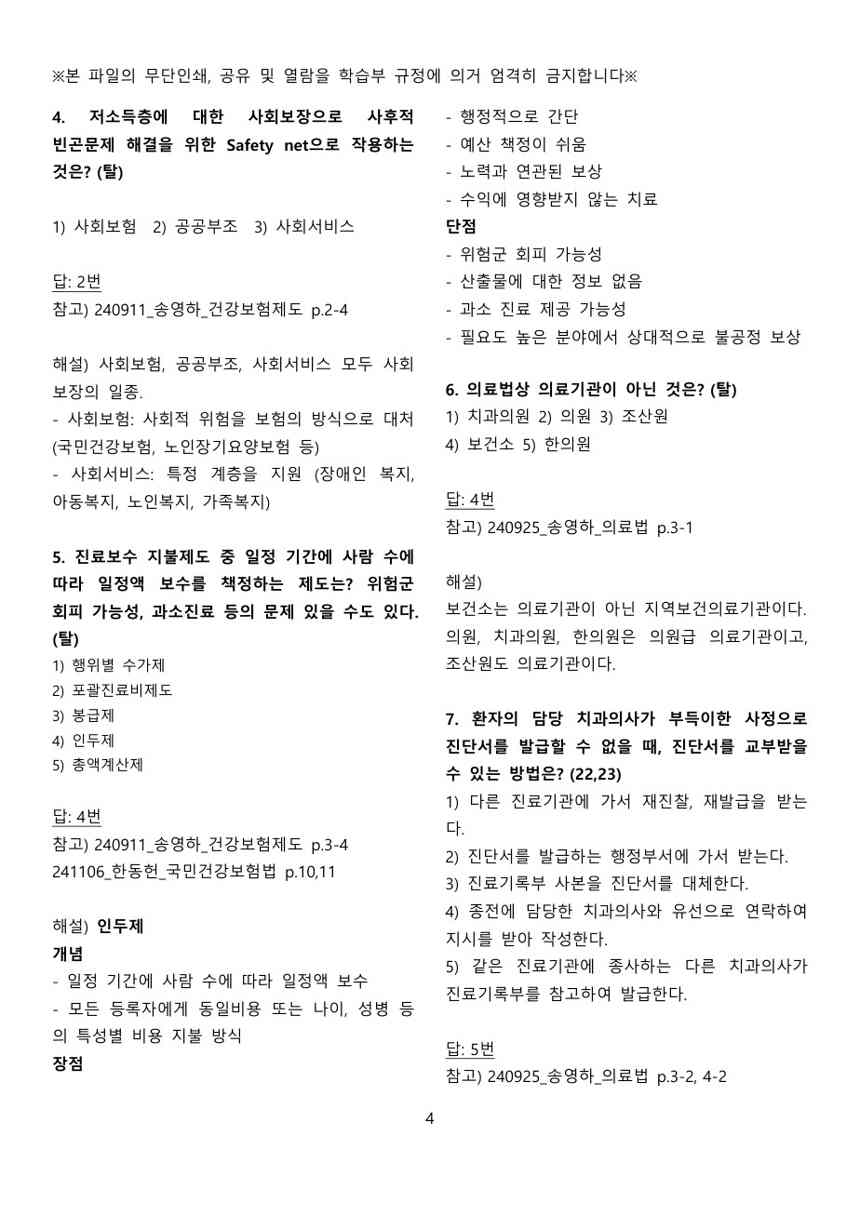 ※본 파일의 무단인쇄, 공유 및 열람을 학습부 규정에 의거 엄격히 금지합니다※
4. 저소득층에 대한 사회보장으로 사후적
빈곤문제 해결을 위한 Safety net으로 작용하는
것은? (탈)
1) 사회보험 2) 공공부조 3) 사회서비스
답: 2번
참고) 240911_송영하_건강보험제도 p.2-4
해설) 사회보험, 공공부조, 사회서비스 모두 사회
보장의 일종.
- 사회보험: 사회적 위험을 보험의 방식으로 대처
(국민건강보험, 노인장기요양보험 등)
- 사회서비스: 특정 계층을 지원 (장애인 복지,
아동복지, 노인복지, 가족복지)
5. 진료보수 지불제도 중 일정 기간에 사람 수에
따라 일정액 보수를 책정하는 제도는? 위험군
회피 가능성, 과소진료 등의 문제 있을 수도 있다.
(탈)
1) 행위별 수가제
2) 포괄진료비제도
3) 봉급제
4) 인두제
5) 총액계산제
답: 4번
참고) 240911_송영하_건강보험제도 p.3-4
241106_한동헌_국민건강보험법 p.10,11
해설) 인두제
개념
- 일정 기간에 사람 수에 따라 일정액 보수
- 모든 등록자에게 동일비용 또는 나이, 성병 등
의 특성별 비용 지불 방식
장점
- 행정적으로 간단
- 예산 책정이 쉬움
- 노력과 연관된 보상
- 수익에 영향받지 않는 치료
단점
- 위험군 회피 가능성
- 산출물에 대한 정보 없음
- 과소 진료 제공 가능성
- 필요도 높은 분야에서 상대적으로 불공정 보상
6. 의료법상 의료기관이 아닌 것은? (탈)
1) 치과의원 2) 의원 3) 조산원
4) 보건소 5) 한의원
답: 4번
참고) 240925_송영하_의료법 p.3-1
해설)
보건소는 의료기관이 아닌 지역보건의료기관이다.
의원, 치과의원, 한의원은 의원급 의료기관이고,
조산원도 의료기관이다.
7. 환자의 담당 치과의사가 부득이한 사정으로
진단서를 발급할 수 없을 때, 진단서를 교부받을
수 있는 방법은? (22,23)
1) 다른 진료기관에 가서 재진찰, 재발급을 받는
다.
2) 진단서를 발급하는 행정부서에 가서 받는다.
3) 진료기록부 사본을 진단서를 대체한다.
4) 종전에 담당한 치과의사와 유선으로 연락하여
지시를 받아 작성한다.
5) 같은 진료기관에 종사하는 다른 치과의사가
진료기록부를 참고하여 발급한다.
답: 5번
참고) 240925_송영하_의료법 p.3-2, 4-2
4